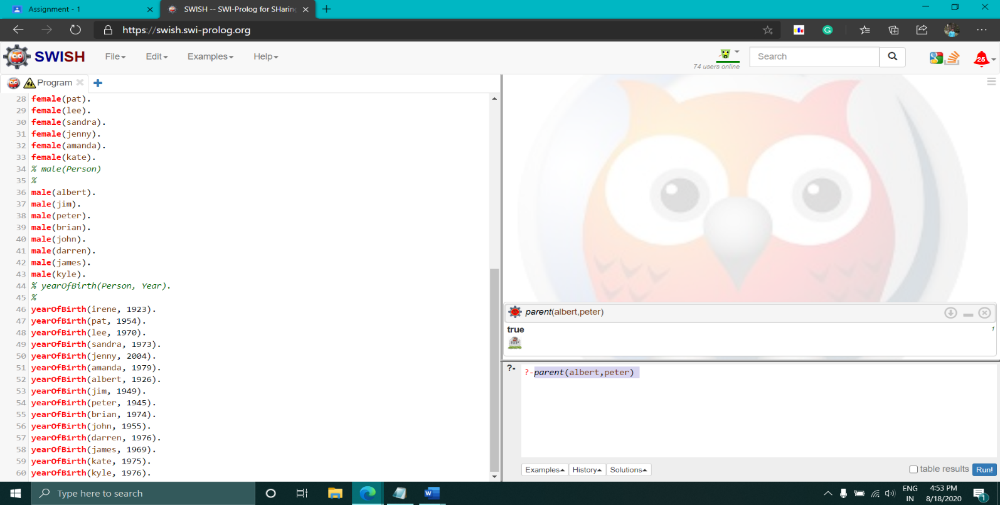 Assignment - 1
SWISH -- SWI-Prolog for SHaring
https://swish.swi-prolog.org
SWISH
File
Edit
Examples
Help
74 users online
Search
25
Program
28 female(pat).
29 female(lee).
30 female(sandra).
31 female(jenny).
32 female(amanda).
33 female(kate).
34 % male(Person)
35 %
36 male(albert).
37 male(jim).
38 male(peter).
39 male(brian).
40 male(john).
41 male(darren).
42 male(james).
43 male(kyle).
44 % yearOfBirth(Person, Year).
45 %
46 yearOfBirth(irene, 1923).
47 yearOfBirth(pat, 1954).
48 yearOfBirth(lee, 1970).
49 yearOfBirth(sandra, 1973).
50 yearOfBirth(jenny, 2004).
51 yearOfBirth(amanda, 1979).
52 yearOfBirth(albert, 1926).
53 yearOfBirth(jim, 1949).
54 yearOfBirth(peter, 1945).
55 yearOfBirth(brian, 1974).
56 yearOfBirth(john, 1955).
57 yearOfBirth(darren, 1976).
58 yearOfBirth(james, 1969).
59 yearOfBirth(kate, 1975).
60 yearOfBirth(kyle, 1976).
parent(albert,peter)
true
1
?- ?-parent(albert,peter)
Examples History Solutions
table results Run!
Type here to search
ENG
IN
4:53 PM
8/18/2020
1